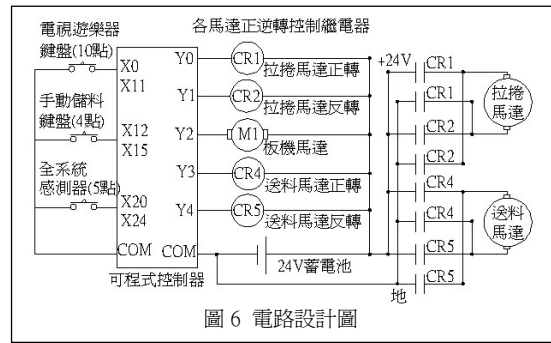 電視遊樂器
鍵盤(10點)
X0
X11
手動儲料
鍵盤(4點)
X12
X15
全系統
感測器(5點)
X20
X24
COM
COM
可程式控制器
各馬達正逆轉控制繼電器
Y0
CR1
拉捲馬達正轉
Y1
CR2
拉捲馬達反轉
Y2
M1
板機馬達
Y3
CR4
送料馬達正轉
Y4
CR5
送料馬達反轉
24V蓄電池
+24V
CR1
CR1
CR2
CR2
CR4
CR4
CR5
CR5
地
拉捲
馬達
送料
馬達
圖 6 電路設計圖